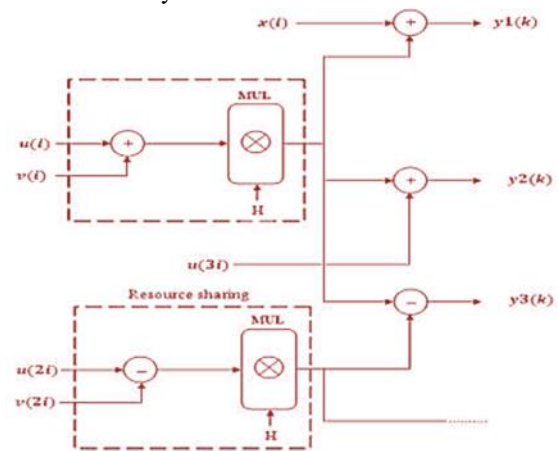 x(i)
y1(k)
MUL
u(i)
v(i)
H
y2(k)
u(3i)
Resource sharing
y3(k)
MUL
u(2i)
v(2i)
H